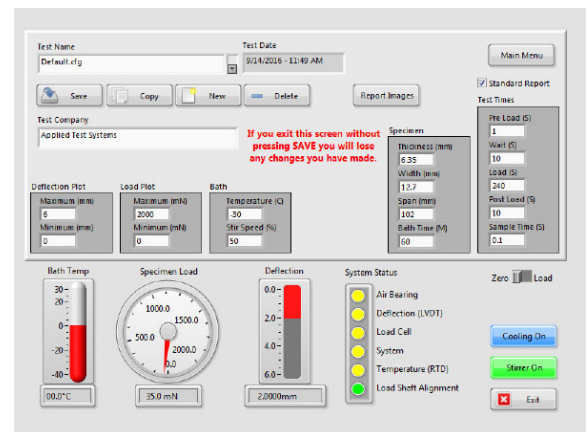 Test Name
Test Date
Default.cfg
9/14/2016 - 11:49 AM
Main Menu
Save
Copy
New
Delete
Report Images
Standard Report
Test Times
Test Company
Applied Test Systems
If you exit this screen without
pressing SAVE you will lose
any changes you have made.
Specimen
Thickness (mm)
6.35
Width (mm)
12.7
Span (mm)
102
Bath Time (M)
60
Pre Load (S)
1
Wait (S)
10
Load (S)
240
Post Load (S)
10
Sample Time (S)
0.1
Deflection Plot
Maximum (mm)
6
Minimum (mm)
0
Load Plot
Maximum (mN)
2000
Minimum (mN)
0
Bath
Temperature (C)
-30
Stir Speed (%)
50
Bath Temp
30-
20-
0-
-20
-40-
00.0°C
Specimen Load
1000.0
500.0
1500.0
2000.0
0.0
35.0 mN
Deflection
0.0-
2.0-
4.0-
6.0-
2.0000mm
System Status
Air Bearing
Deflection (LVDT)
Load Cell
System
Temperature (RTD)
Load Shaft Alignment
Zero
Load
Cooling On
Stirrer On
Exit